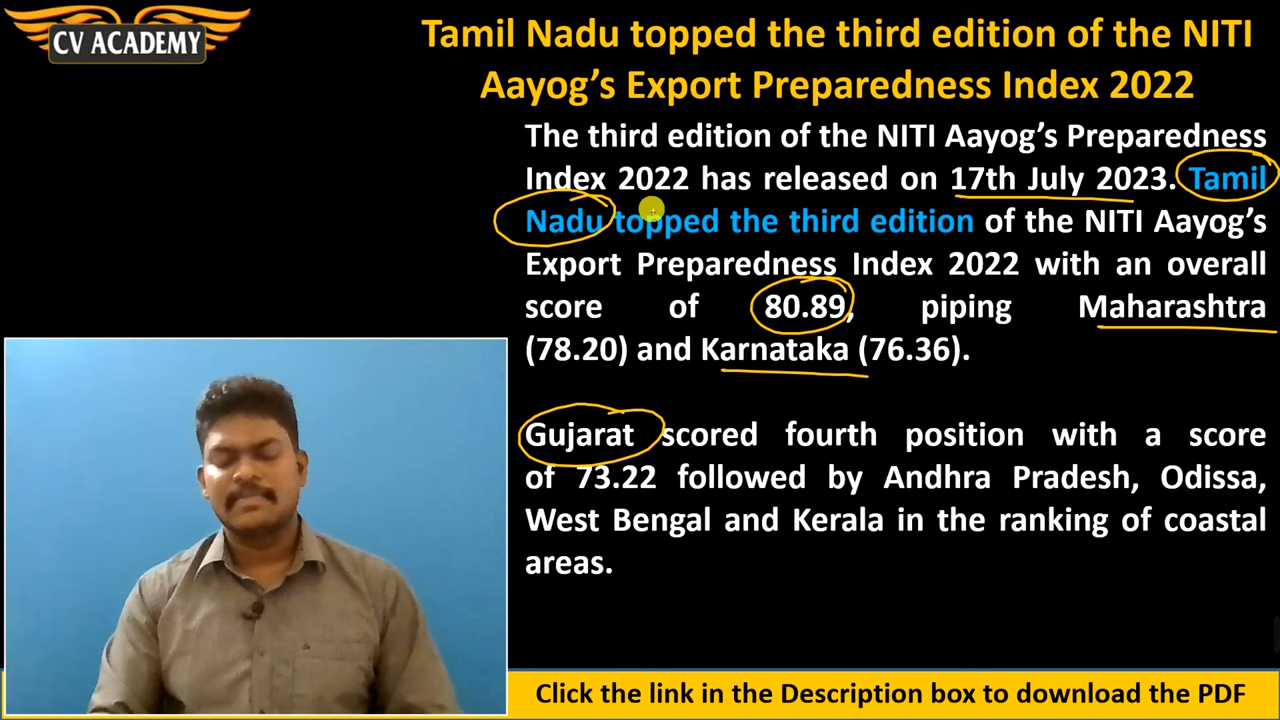 CV ACADEMY
Tamil Nadu topped the third edition of the NITI
Aayog’s Export Preparedness Index 2022
The third edition of the NITI Aayog’s Preparedness
Index 2022 has released on 17th July 2023. Tamil
Nadu topped the third edition of the NITI Aayog’s
Export Preparedness Index 2022 with an overall
score of 80.89, piping Maharashtra
(78.20) and Karnataka (76.36).
Gujarat scored fourth position with a score
of 73.22 followed by Andhra Pradesh, Odissa,
West Bengal and Kerala in the ranking of coastal
areas.
Click the link in the Description box to download the PDF